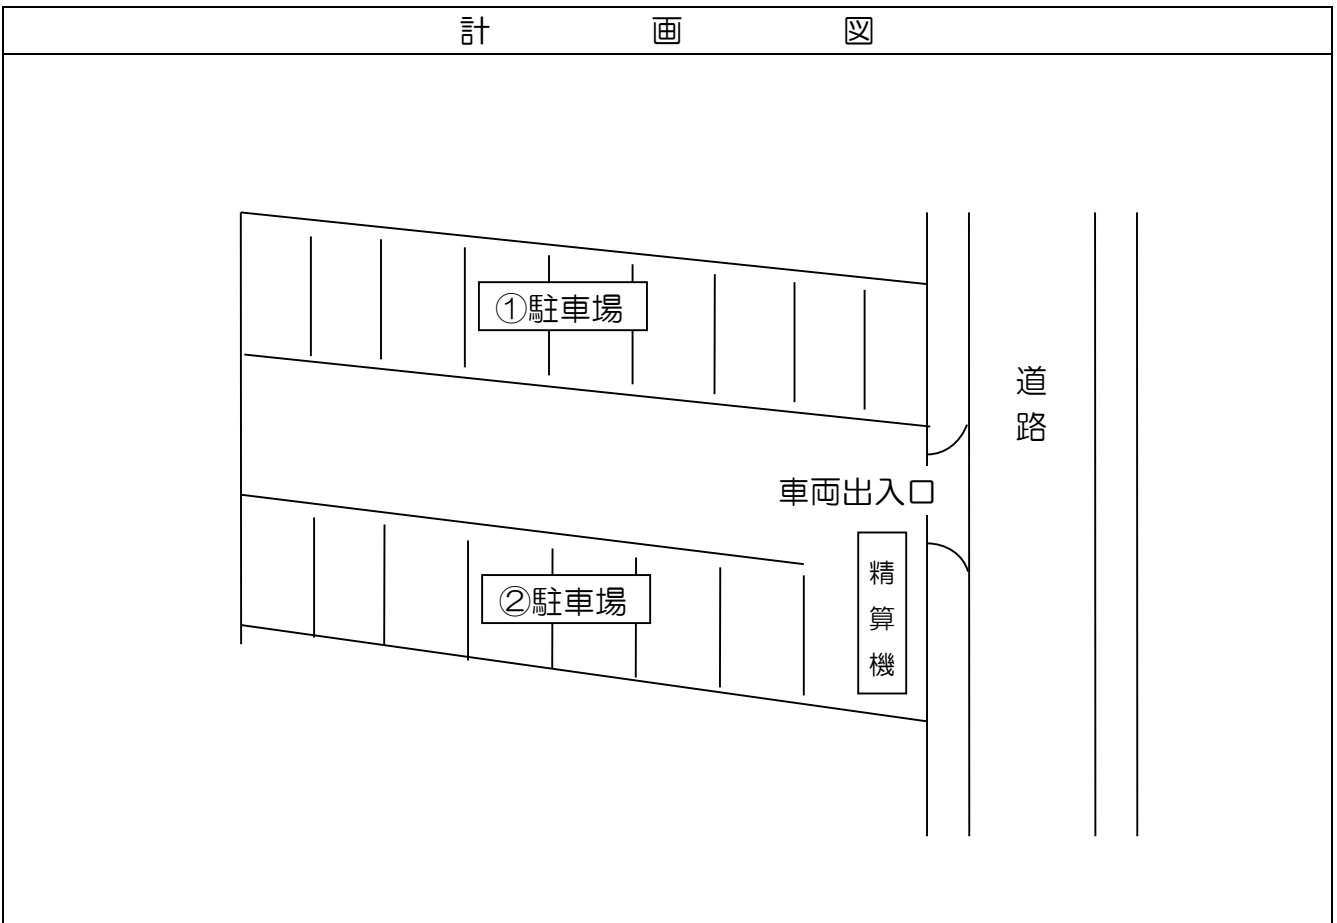 計画図
①駐車場
道路
車両出入口
②駐車場
精算機